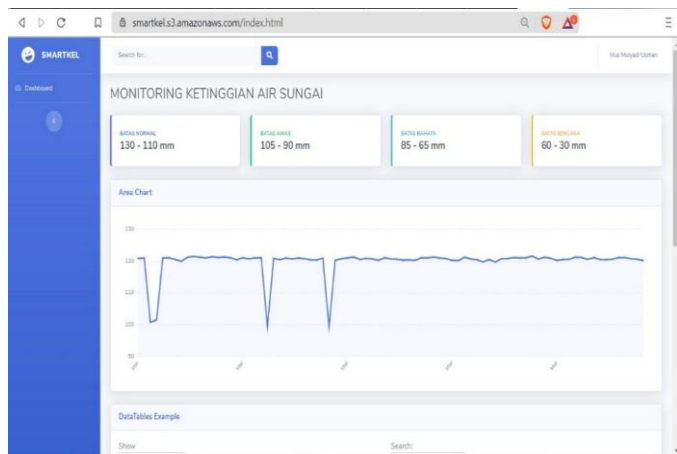 smartkel.s3.amazonaws.com/index.html
SMARTKEL
Search for...
Dashboard
MONITORING KETINGGIAN AIR SUNGAI
BATAS NORMAL
130 - 110 mm
BATAS AWAS
105 - 90 mm
BATAS BAHAYA
85 - 65 mm
BATAS BENCANA
60 - 30 mm
Area Chart
130
120
110
100
90
DataTables Example
Show
Search: